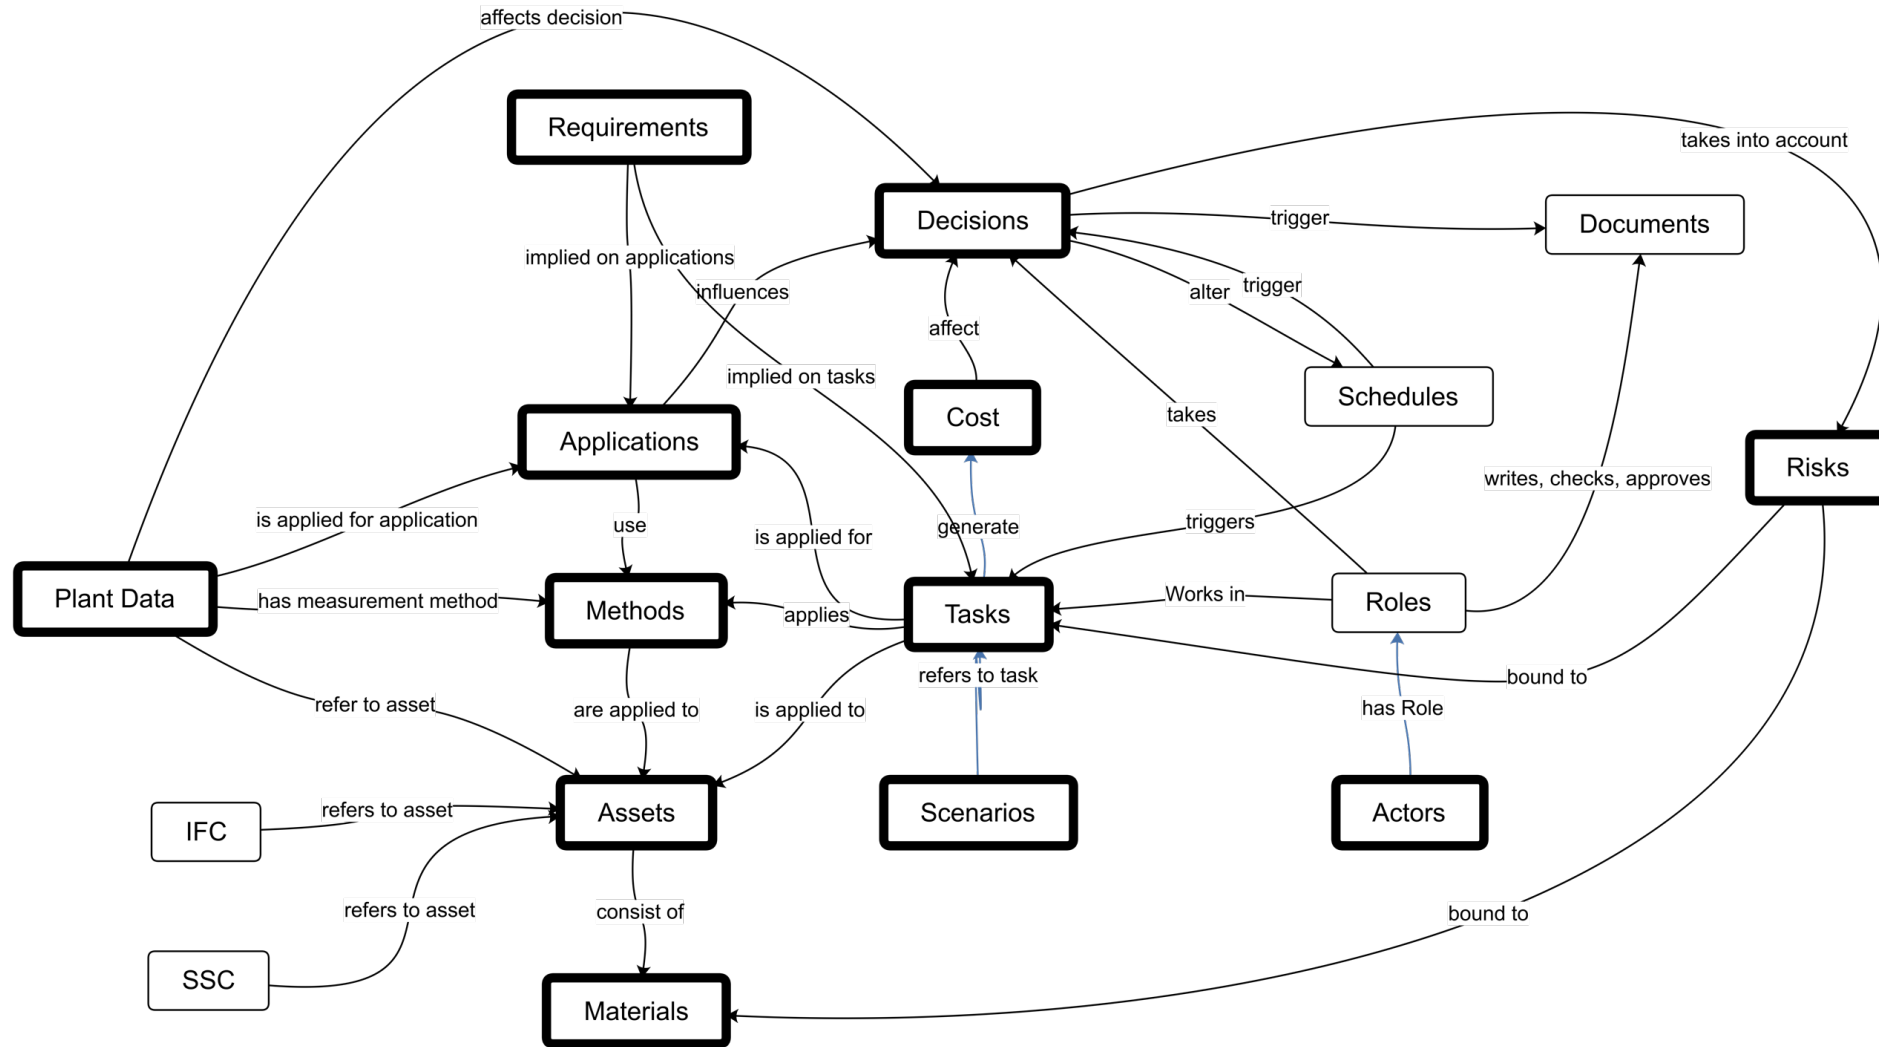 affects decision
Requirements
takes into account
Decisions
trigger
Documents
implied on applications
influences
alter
trigger
affect
implied on tasks
Schedules
takes
Cost
Applications
Risks
writes, checks, approves
is applied for application
use
is applied for
generate
triggers
Plant Data
has measurement method
Methods
applies
Tasks
Works in
Roles
refers to task
bound to
refer to asset
are applied to
is applied to
has Role
IFC
refers to asset
Assets
Scenarios
Actors
refers to asset
consist of
bound to
SSC
Materials